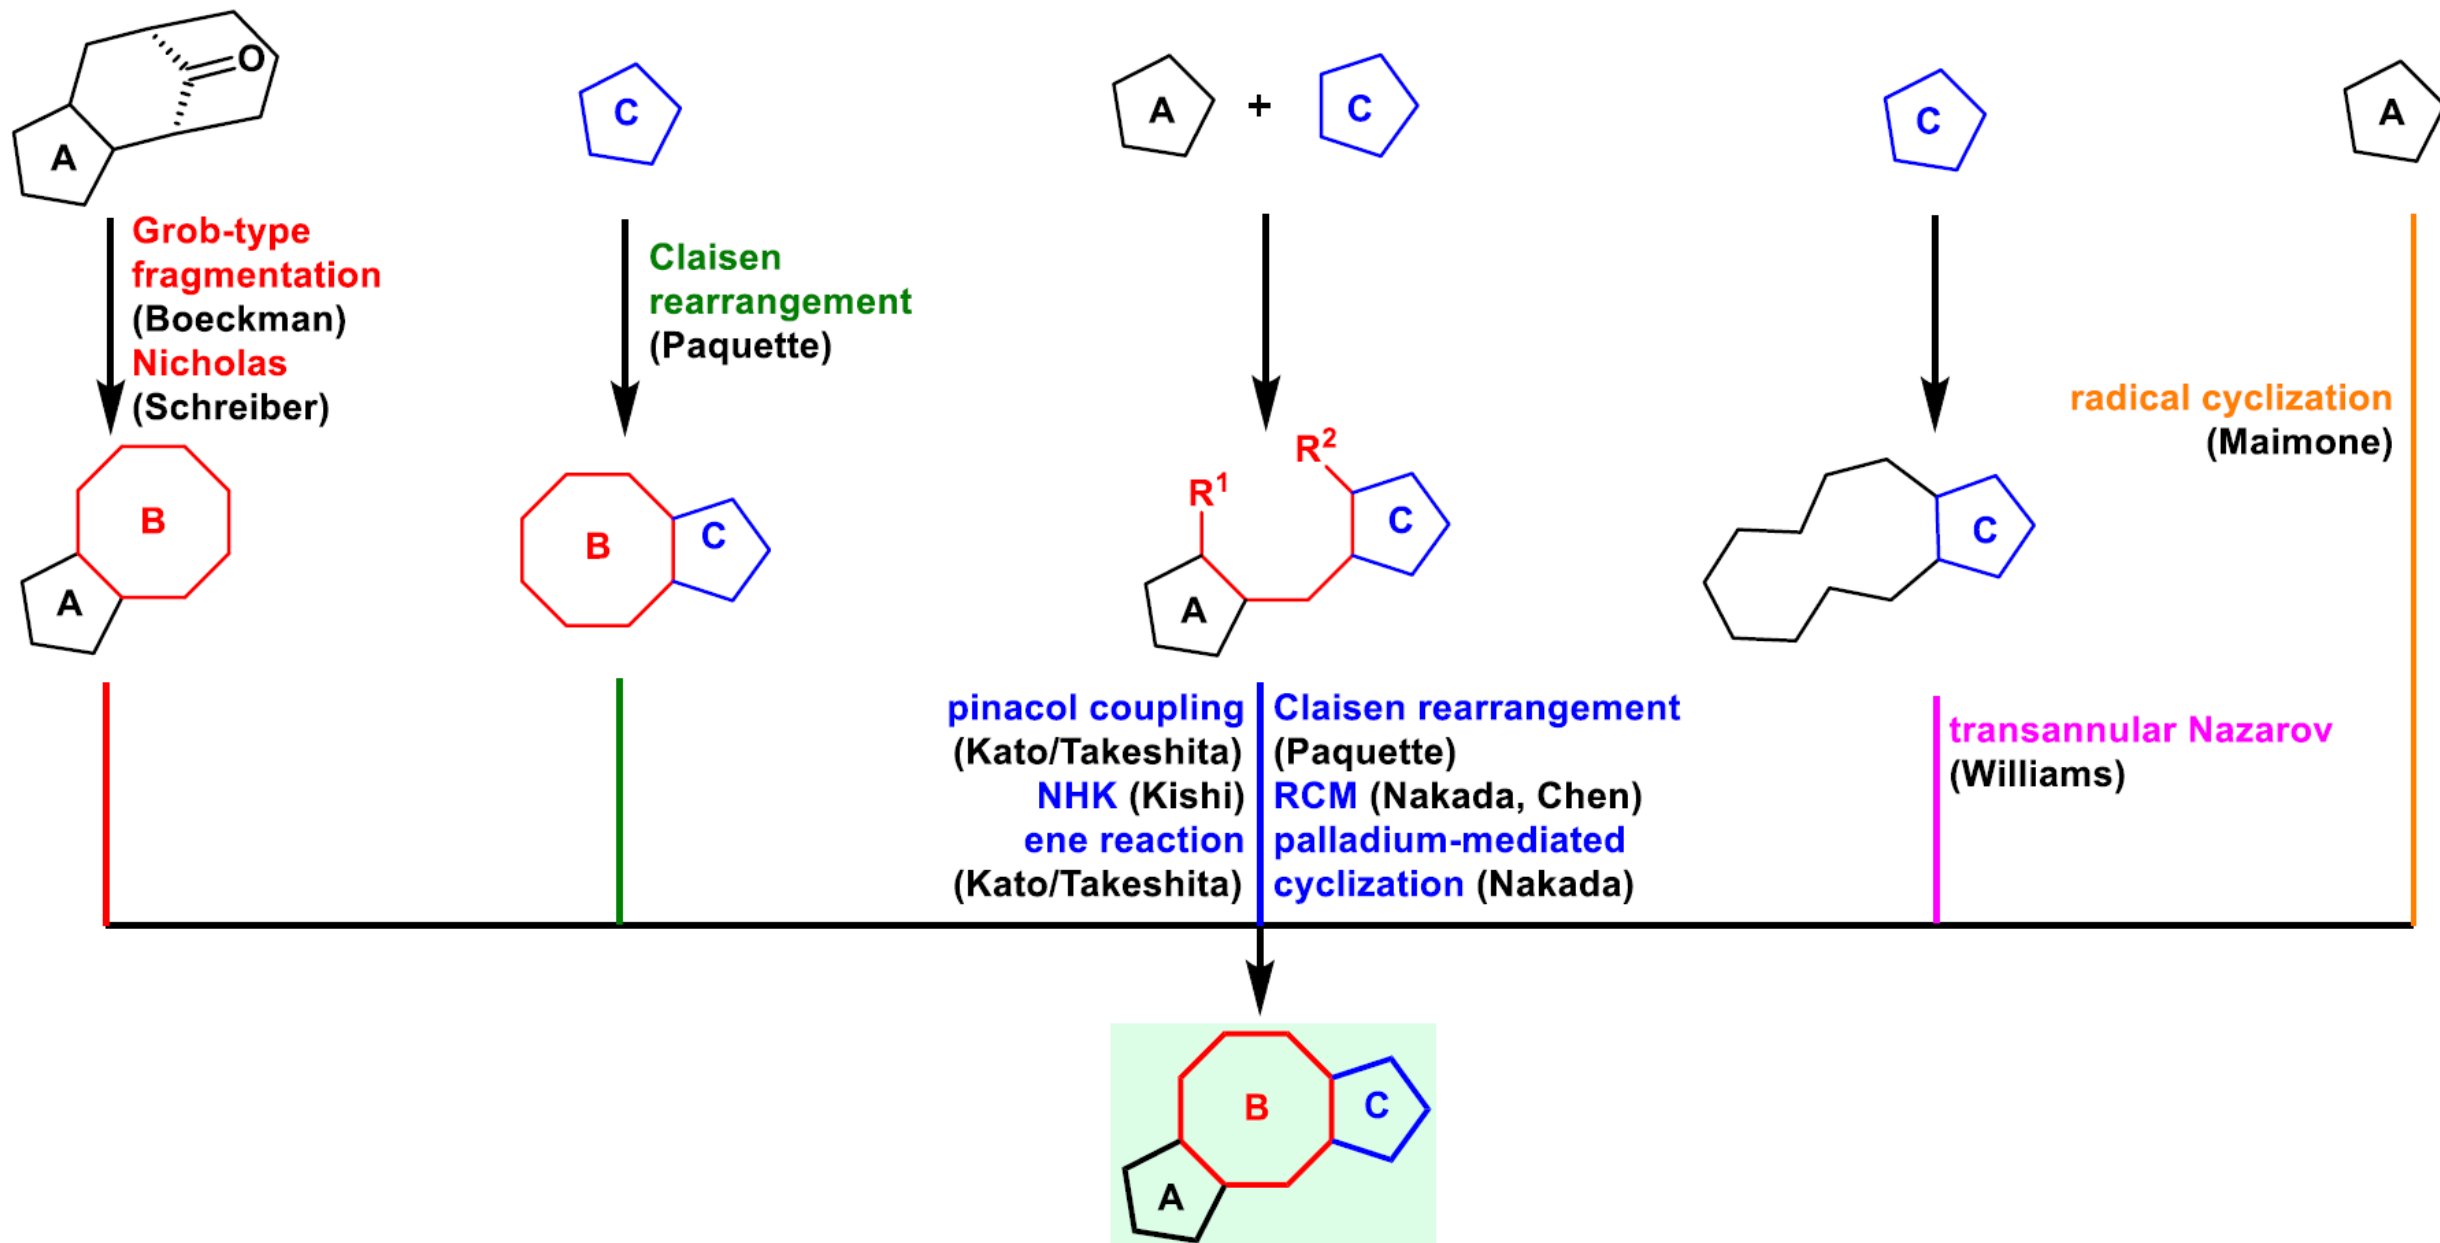 O
A
C
A
+
C
C
A
Grob-type
fragmentation
(Boeckman)
Nicholas
(Schreiber)
Claisen
rearrangement
(Paquette)
radical cyclization
(Maimone)
B
A
B
C
R1
R2
A
C
C
pinacol coupling
(Kato/Takeshita)
NHK (Kishi)
ene reaction
(Kato/Takeshita)
Claisen rearrangement
(Paquette)
RCM (Nakada, Chen)
palladium-mediated
cyclization (Nakada)
transannular Nazarov
(Williams)
B
C
A